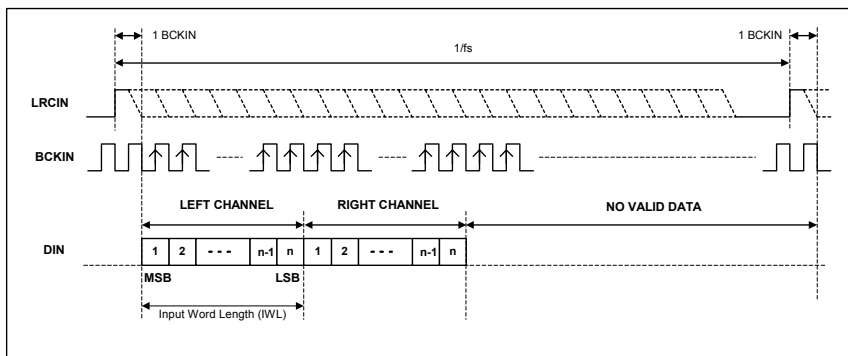 1 BCKIN 1 BCKIN
1/fs
LRCIN
BCKIN
LEFT CHANNEL RIGHT CHANNEL NO VALID DATA
DIN 1 2 - - - n-1 n 1 2 - - - n-1 n
MSB LSB
Input Word Length (IWL)